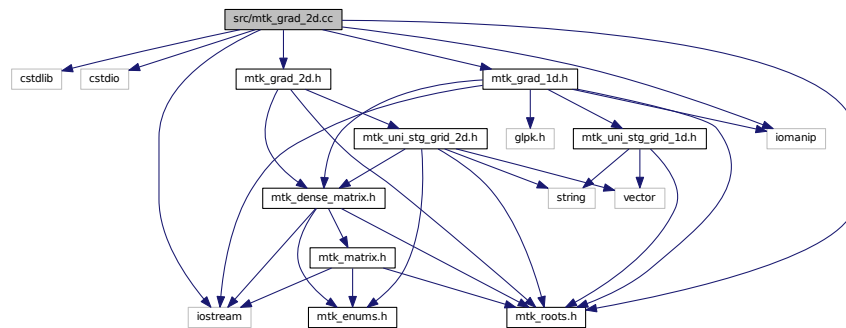 src/mtk_grad_2d.cc
cstdlib
cstdio
mtk_grad_2d.h
mtk_grad_1d.h
mtk_uni_stg_grid_2d.h
glpk.h
mtk_uni_stg_grid_1d.h
iomanip
mtk_dense_matrix.h
string
vector
mtk_matrix.h
iostream
mtk_enums.h
mtk_roots.h